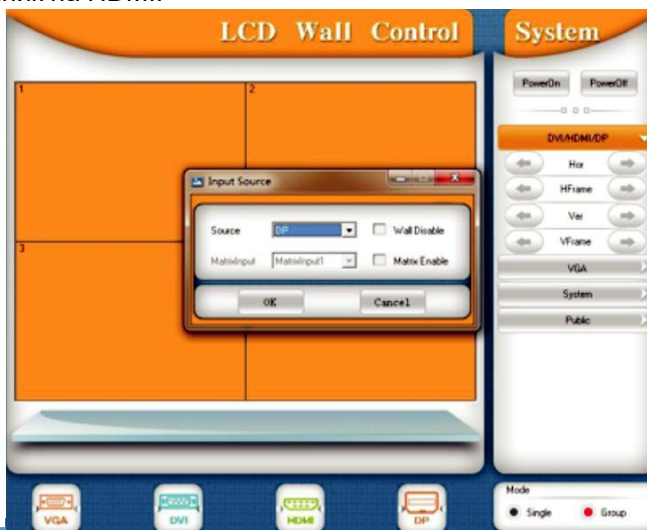 на HDMI.
LCD Wall Control
System
PowerOn PowerOff
DVI/HDMI/DP
Hor
HFrame
Ver
VFrame
VGA
System
Public
1
2
3
Input Source
Source DP Wall Disable
MatrixInput MatrixInput1 Matrix Enable
OK Cancel
VGA
DVI
HDMI
DP
Mode
Single Group